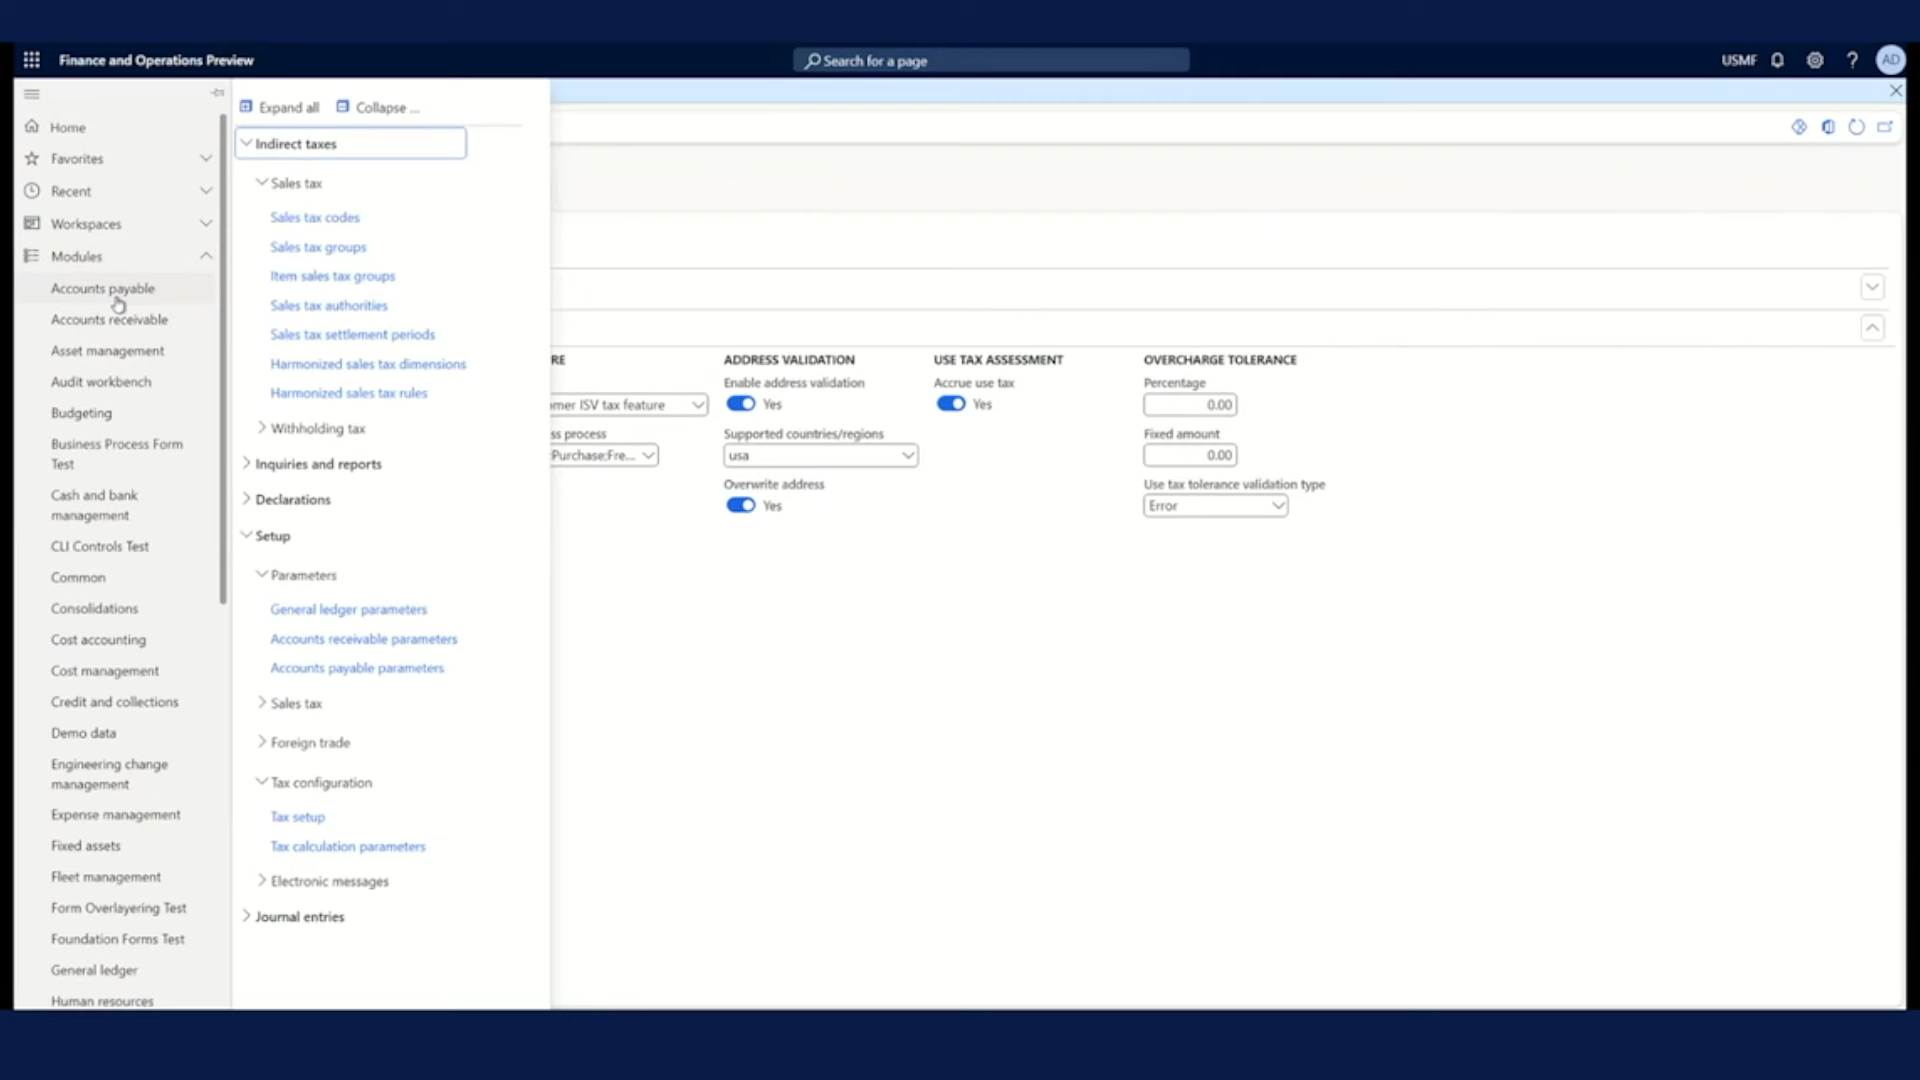 Finance and Operations Preview
Search for a page
USMF
?
AD
Home
Favorites
Recent
Workspaces
Modules
Accounts payable
Accounts receivable
Asset management
Audit workbench
Budgeting
Business Process Form
Test
Cash and bank
management
CLI Controls Test
Common
Consolidations
Cost accounting
Cost management
Credit and collections
Demo data
Engineering change
management
Expense management
Fixed assets
Fleet management
Form Overlayering Test
Foundation Forms Test
General ledger
Human resources
Expand all
Collapse ...
Indirect taxes
Sales tax
Sales tax codes
Sales tax groups
Item sales tax groups
Sales tax authorities
Sales tax settlement periods
Harmonized sales tax dimensions
Harmonized sales tax rules
Withholding tax
Inquiries and reports
Declarations
Setup
Parameters
General ledger parameters
Accounts receivable parameters
Accounts payable parameters
Sales tax
Foreign trade
Tax configuration
Tax setup
Tax calculation parameters
Electronic messages
Journal entries
RE
omer ISV tax feature
ss process
:Purchase;Fre...
ADDRESS VALIDATION
Enable address validation
Yes
Supported countries/regions
usa
Overwrite address
Yes
USE TAX ASSESSMENT
Accrue use tax
Yes
OVERCHARGE TOLERANCE
Percentage
0.00
Fixed amount
0.00
Use tax tolerance validation type
Error